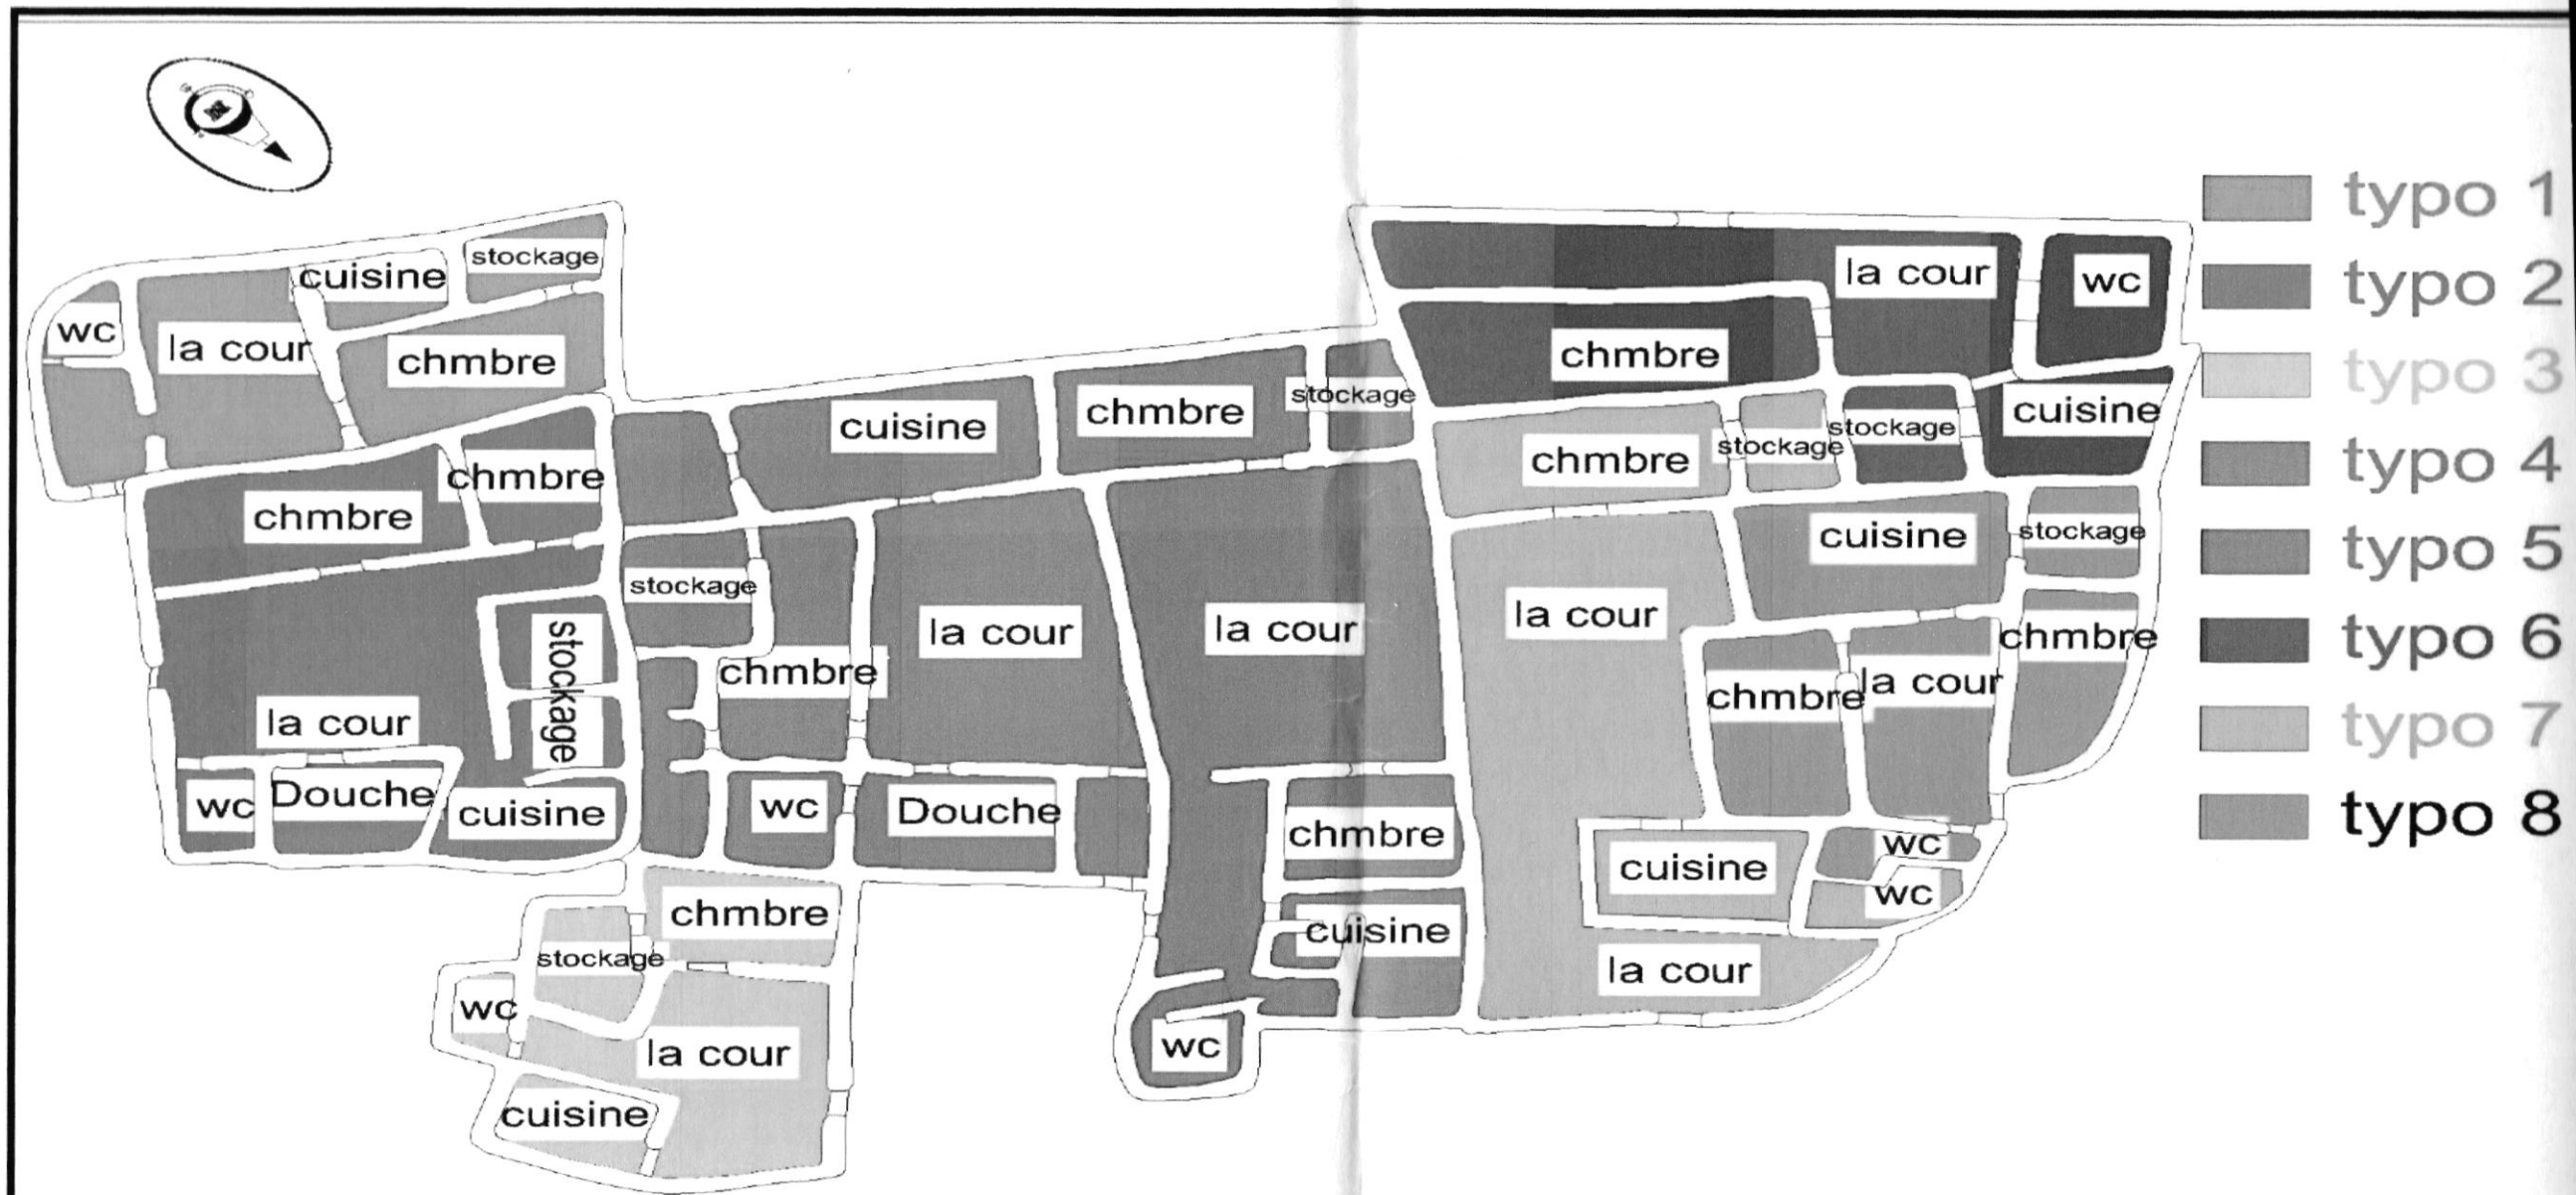 cuisine
stockage
wc
la cour
chmbre
chmbre
chmbre
la cour
stockage
wc
Douche
cuisine
cuisine
chmbre
stockage
stockage
chmbre
la cour
wc
Douche
la cour
chmbre
cuisine
wc
chmbre
stockage
wc
la cour
cuisine
la cour
wc
chmbre
stockage
cuisine
chmbre
stockage
la cour
cuisine
la cour
cuisine
stockage
chmbre
chmbre
la cour
wc
wc
typo 1
typo 2
typo 3
typo 4
typo 5
typo 6
typo 7
typo 8